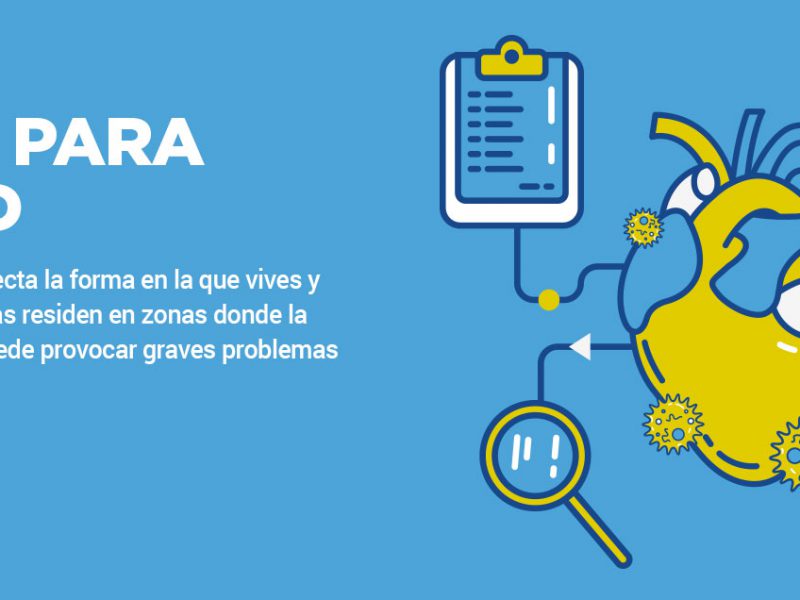 PARA
ecta la forma en la que vives y
as residen en zonas donde la
ede provocar graves problemas